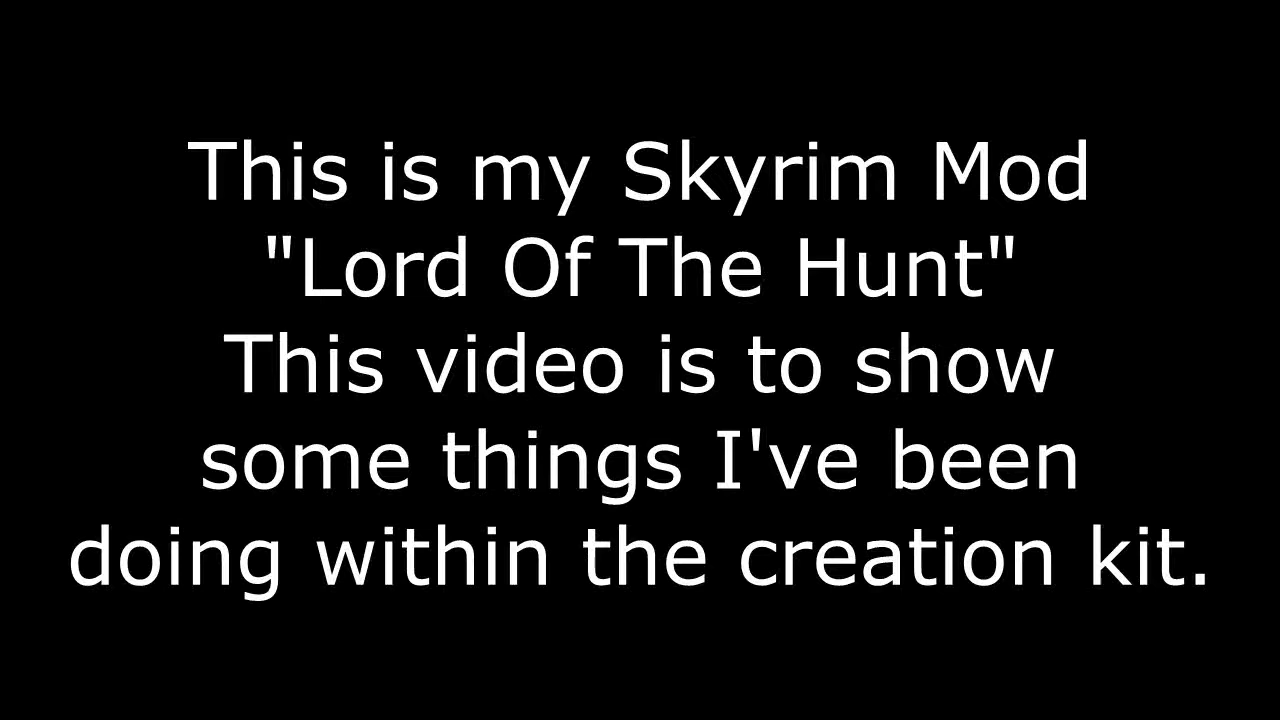 This is my Skyrim Mod
"Lord Of The Hunt"
This video is to show
some things I've been
doing within the creation kit.